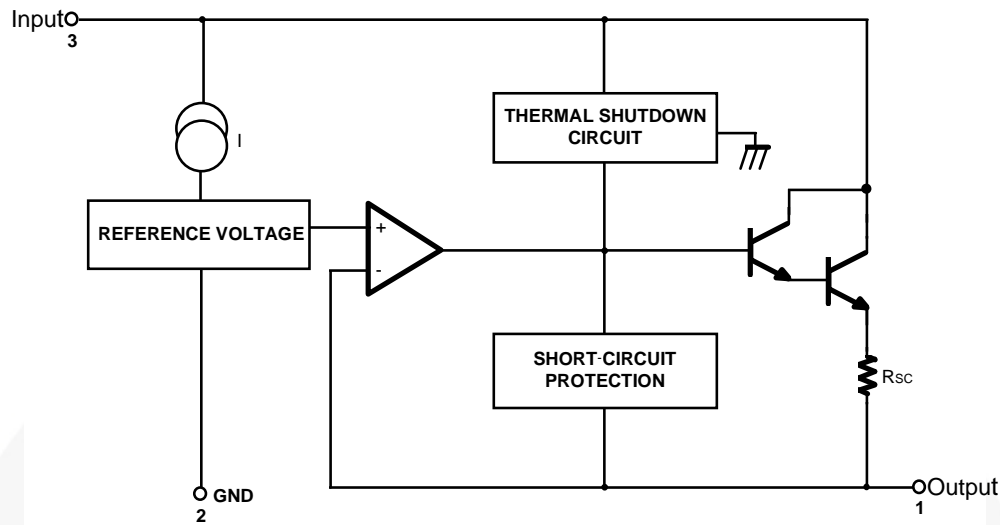 Input
3
THERMAL SHUTDOWN
CIRCUIT
I
REFERENCE VOLTAGE
+
-
SHORT-CIRCUIT
PROTECTION
RSC
GND
2
Output
1